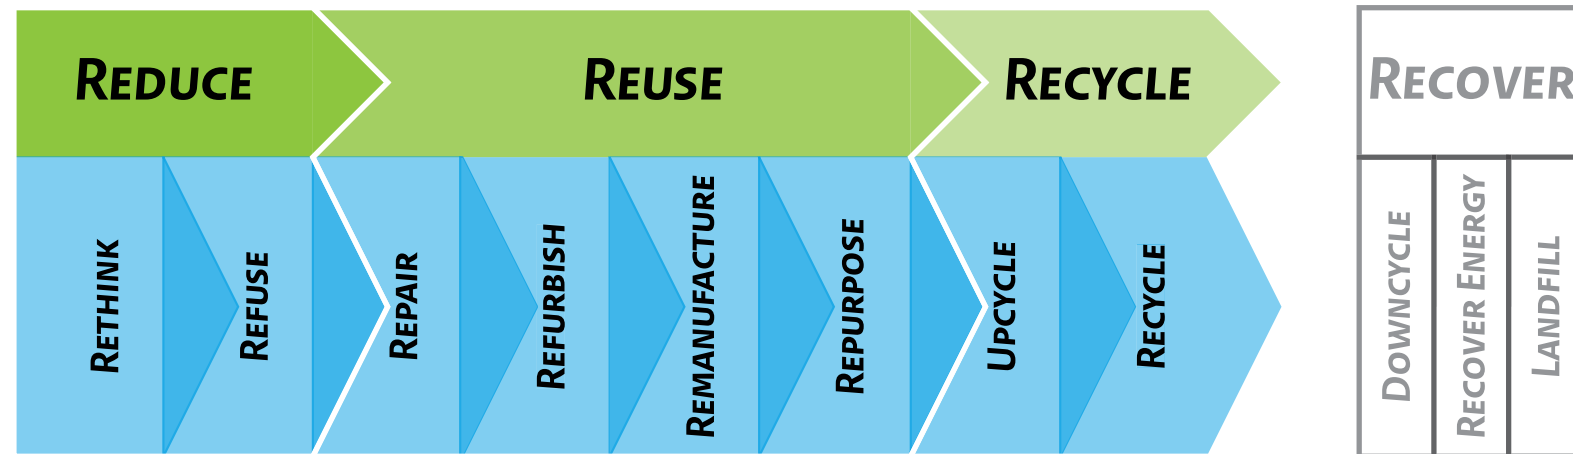 REDUCE
REUSE
RECYCLE
RECOVER
RETHINK
REFUSE
REPAIR
REFURBISH
REMANUFACTURE
REPURPOSE
UPCYCLE
RECYCLE
DOWNCYCLE
RECOVER ENERGY
LANDFILL